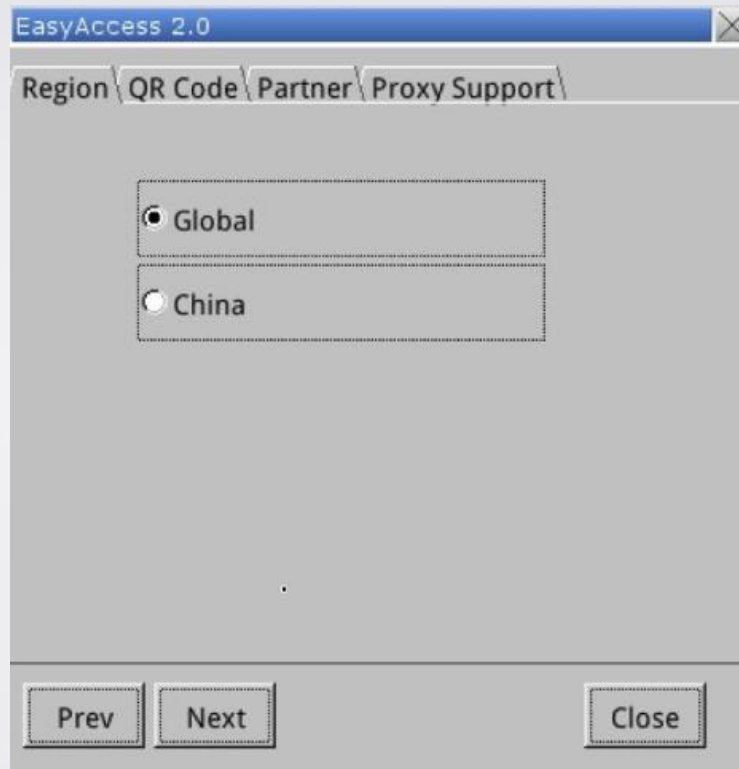 EasyAccess 2.0
Region QR Code Partner Proxy Support
Global
China
Prev Next Close